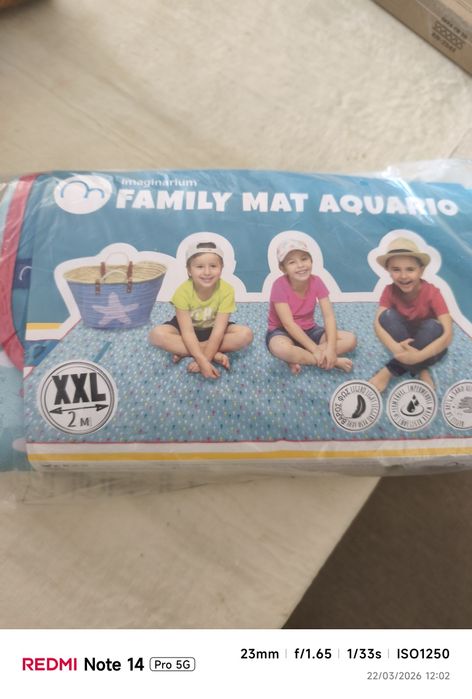 imaginarium
FAMILY MAT AQUARIO
XXL
2 M
REDMI Note 14 Pro 5G
23mm | f/1.65 | 1/33s | ISO1250
22/03/2026 12:02